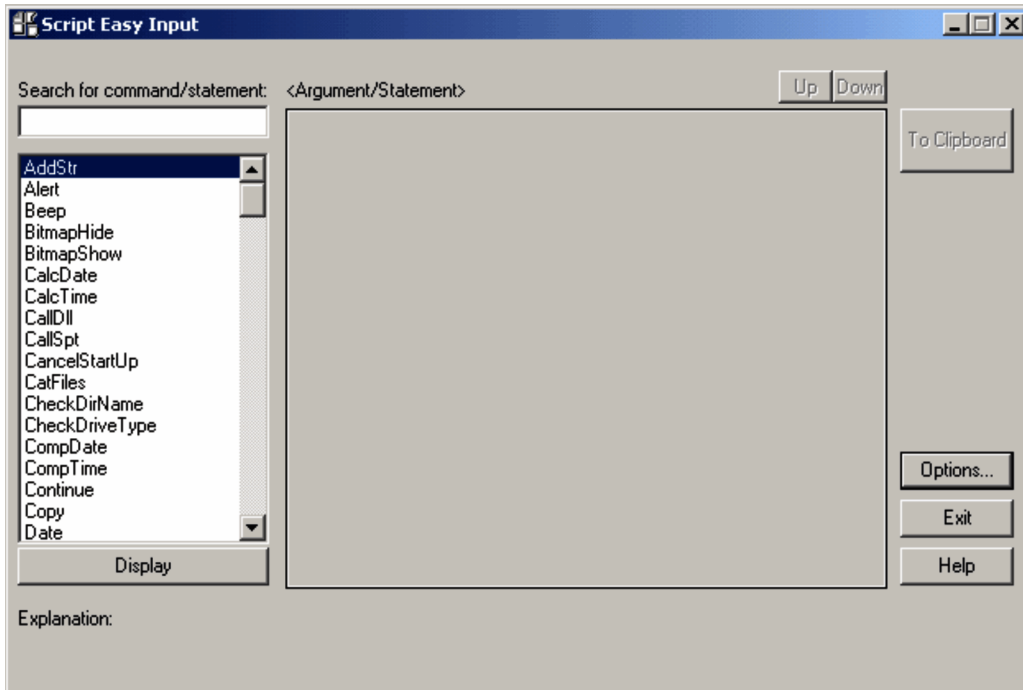 Script Easy Input
Search for command/statement:
<Argument/Statement>
Up
Down
To Clipboard
AddStr
Alert
Beep
BitmapHide
BitmapShow
CalcDate
CalcTime
CallDll
CallSpt
CancelStartUp
CatFiles
CheckDirName
CheckDriveType
CompDate
CompTime
Continue
Copy
Date
Display
Options...
Exit
Help
Explanation: